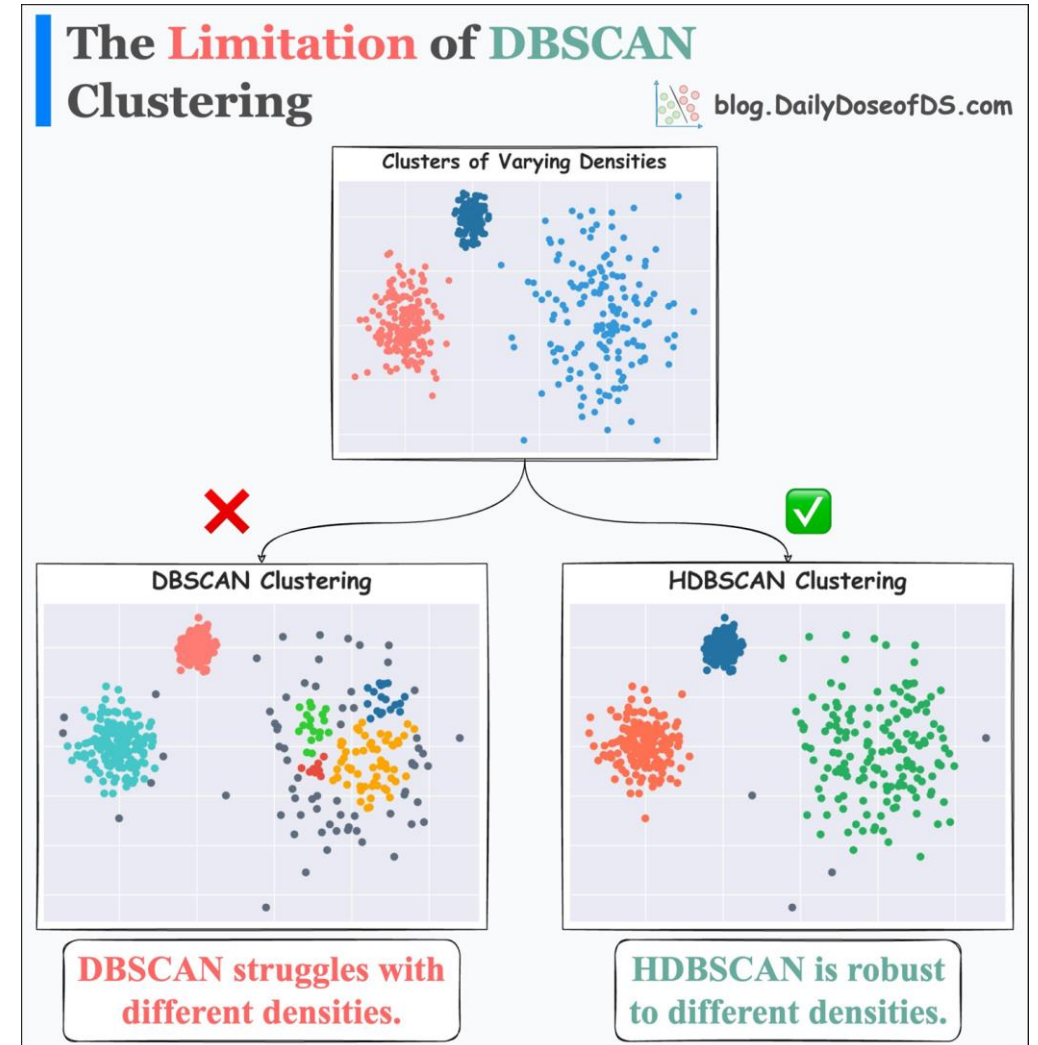 The Limitation of DBSCAN
Clustering
blog.DailyDoseofDS.com
Clusters of Varying Densities
DBSCAN Clustering
HDBSCAN Clustering
DBSCAN struggles with
different densities.
HDBSCAN is robust
to different densities.